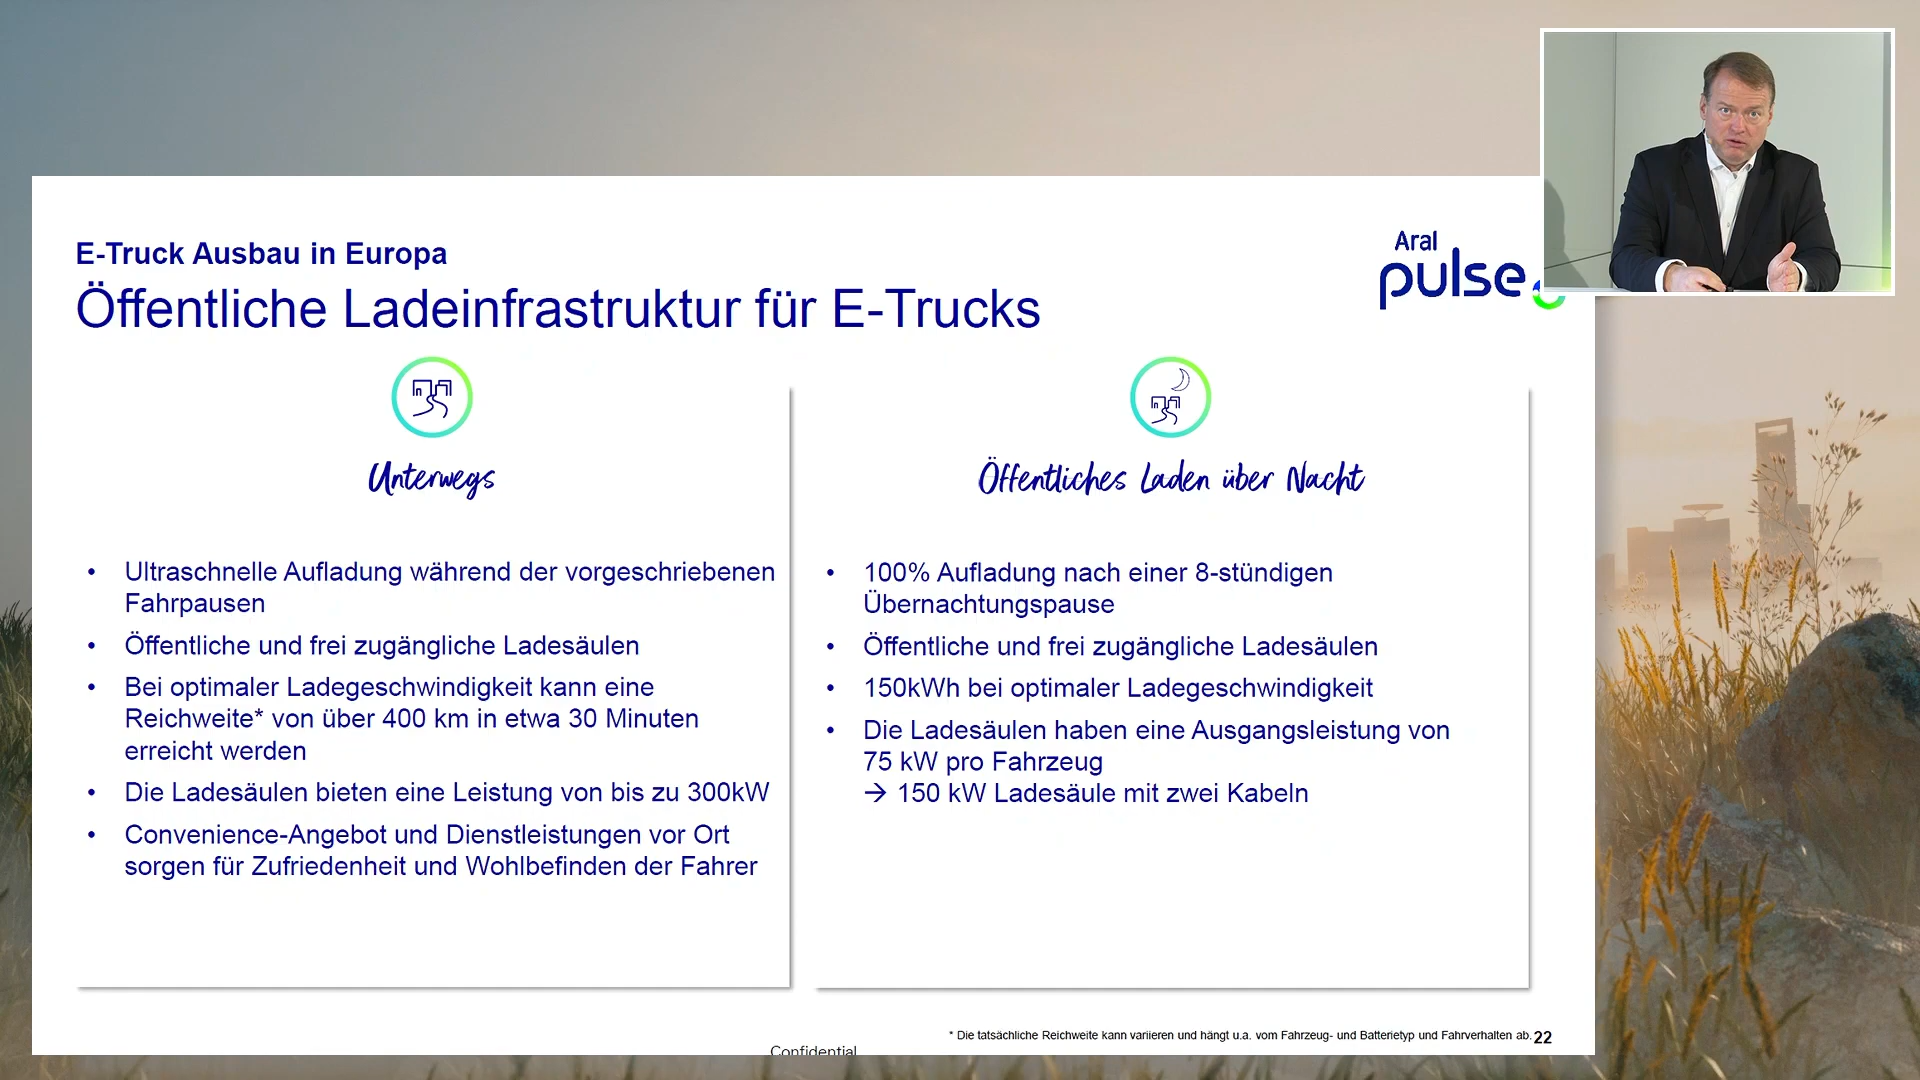 E-Truck Ausbau in Europa
Öffentliche Ladeinfrastruktur für E-Trucks
Aral
pulse
Unterwegs
• Ultraschnelle Aufladung während der vorgeschriebenen
Fahrpausen
• Öffentliche und frei zugängliche Ladesäulen
• Bei optimaler Ladegeschwindigkeit kann eine
Reichweite* von über 400 km in etwa 30 Minuten
erreicht werden
• Die Ladesäulen bieten eine Leistung von bis zu 300kW
• Convenience-Angebot und Dienstleistungen vor Ort
sorgen für Zufriedenheit und Wohlbefinden der Fahrer
Öffentliches Laden über Nacht
• 100% Aufladung nach einer 8-stündigen
Übernachtungspause
• Öffentliche und frei zugängliche Ladesäulen
• 150kWh bei optimaler Ladegeschwindigkeit
• Die Ladesäulen haben eine Ausgangsleistung von
75 kW pro Fahrzeug
→ 150 kW Ladesäule mit zwei Kabeln
* Die tatsächliche Reichweite kann variieren und hängt u.a. vom Fahrzeug- und Batterietyp und Fahrverhalten ab. 22
Confidential